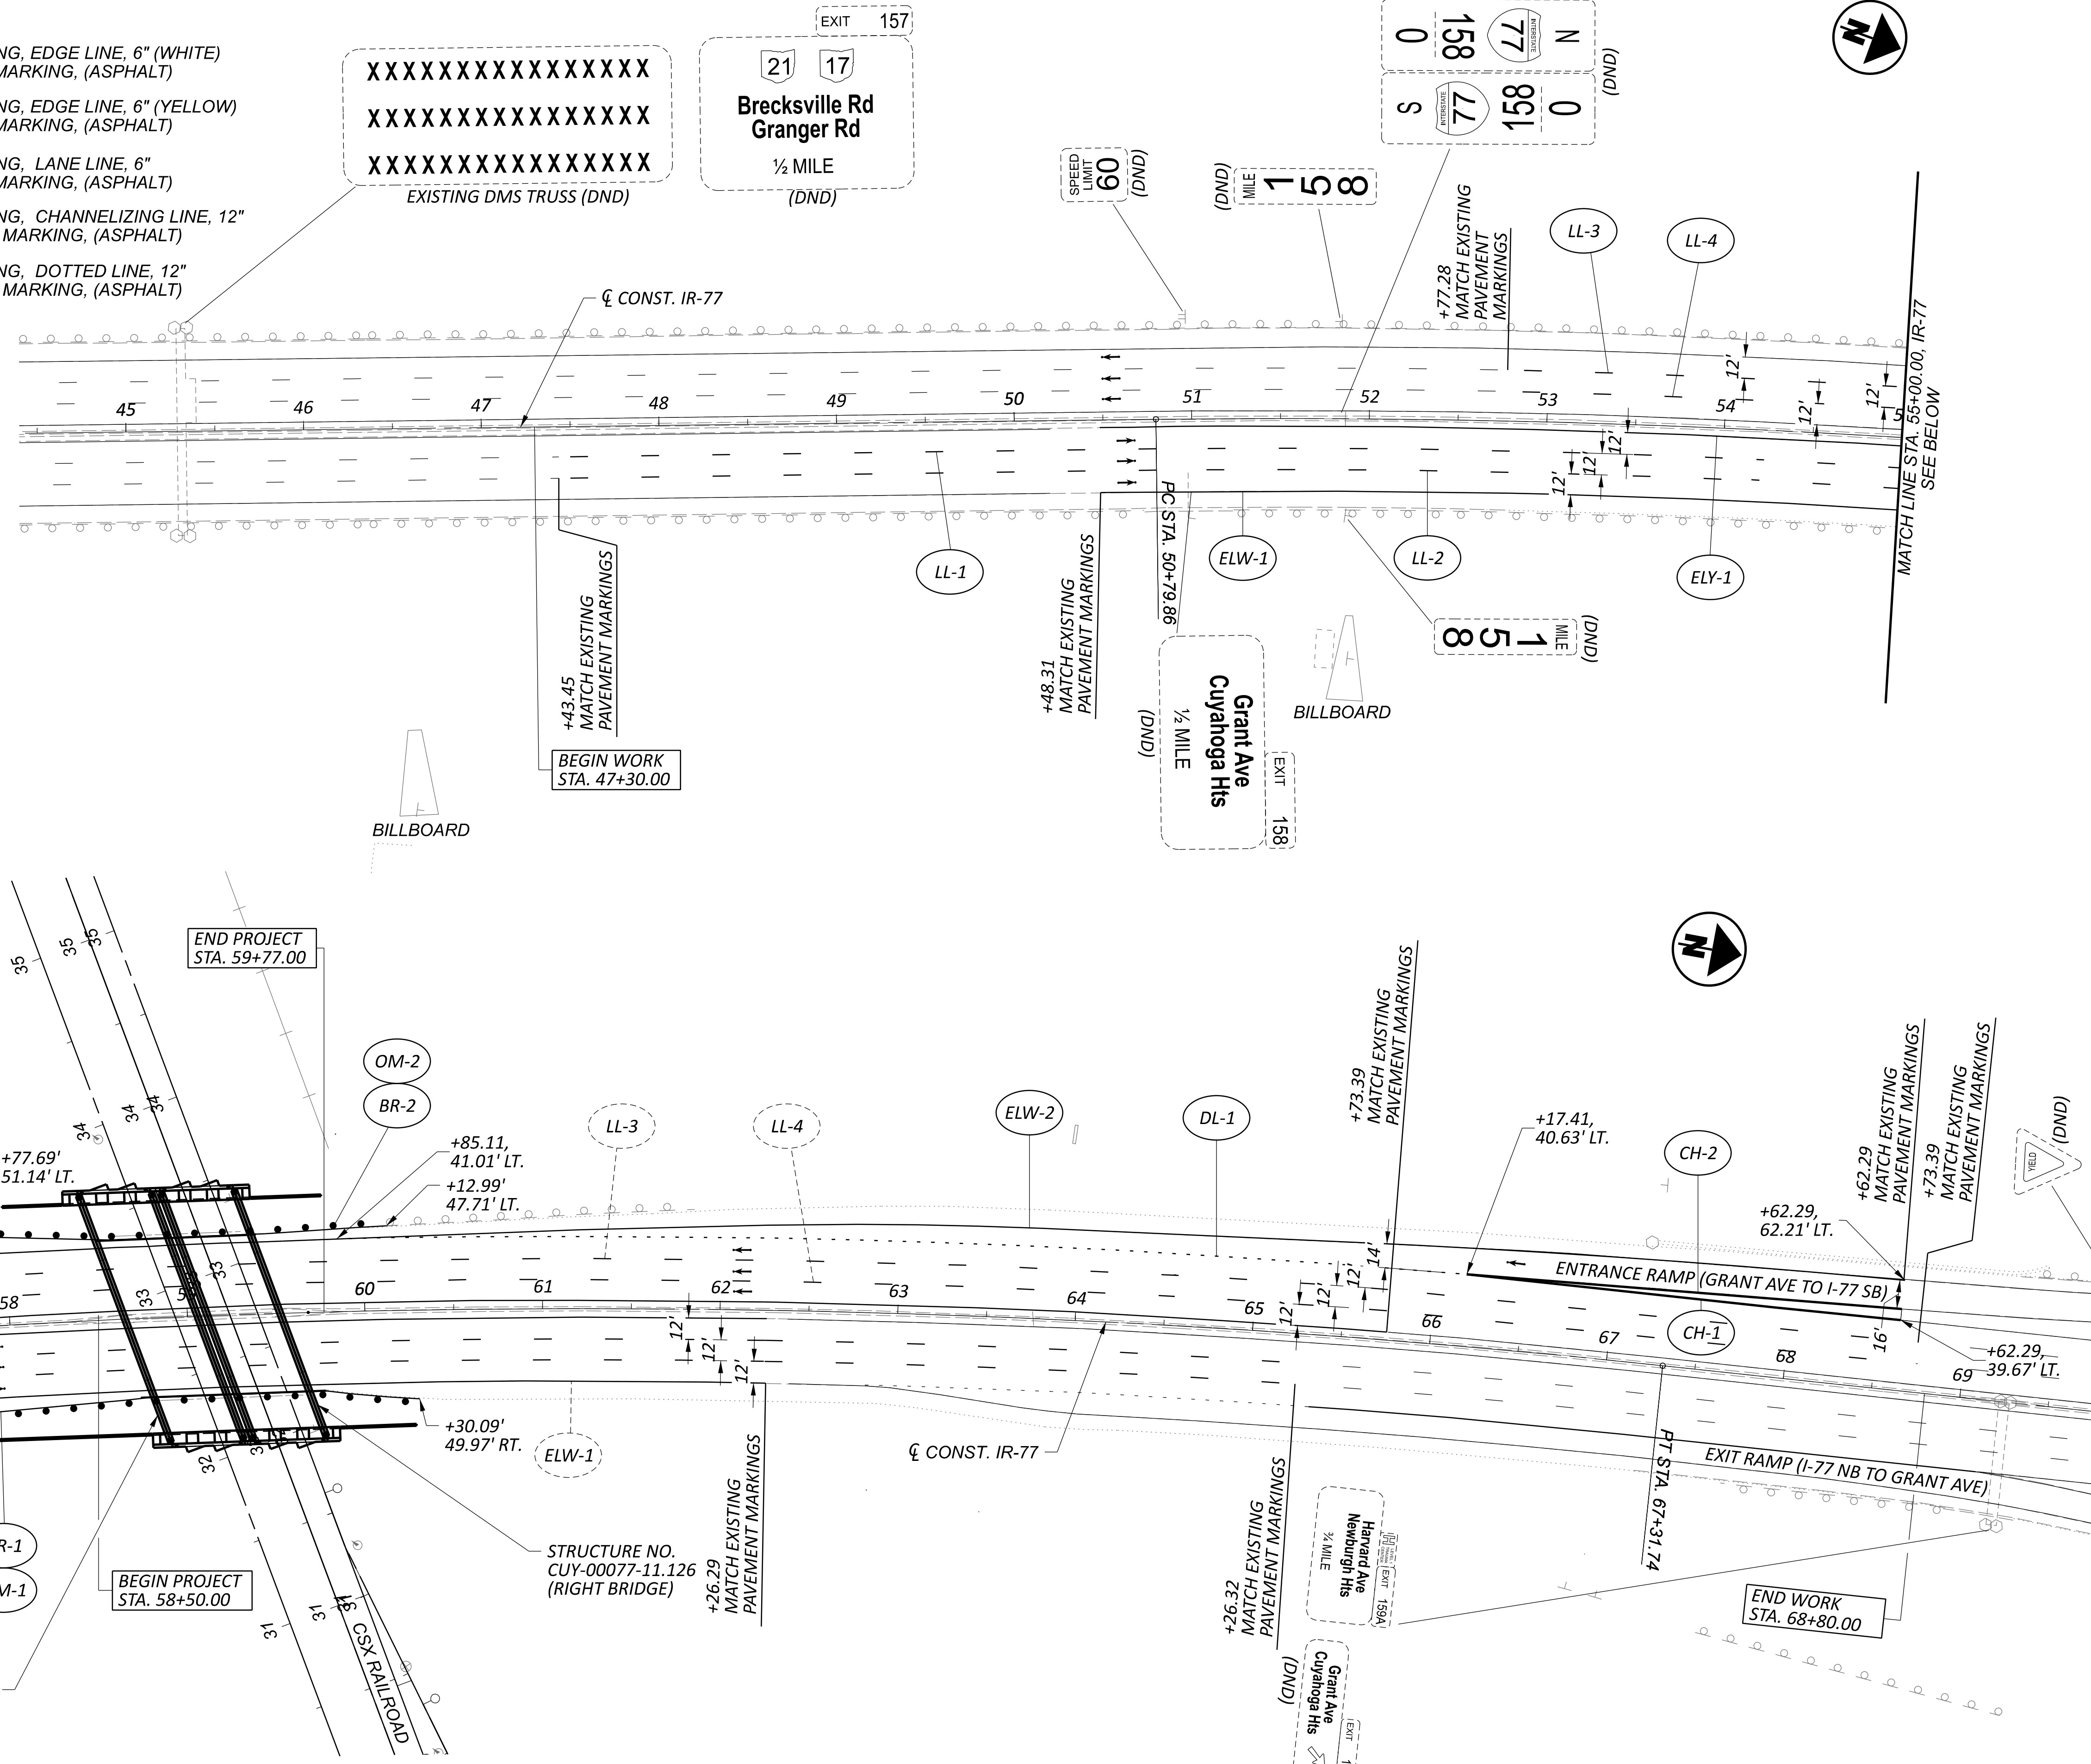 NG, EDGE LINE, 6" (WHITE)
MARKING, (ASPHALT)
NG, EDGE LINE, 6" (YELLOW)
MARKING, (ASPHALT)
NG, LANE LINE, 6"
MARKING, (ASPHALT)
NG, CHANNELIZING LINE, 12"
MARKING, (ASPHALT)
NG, DOTTED LINE, 12"
MARKING, (ASPHALT)
XXXXXXXXXXXXXXXX
XXXXXXXXXXXXXXXX
XXXXXXXXXXXXXXXX
EXISTING DMS TRUSS (DND)
EXIT 157
21 17
Brecksville Rd
Granger Rd
½ MILE
(DND)
SPEED
LIMIT
60
(DND)
(DND)
MILE
1
5
8
N
INTERSTATE
77
158
0
(DND)
S
INTERSTATE
77
158
0
N
℄ CONST. IR-77
+77.28
MATCH EXISTING
PAVEMENT
MARKINGS
LL-3
LL-4
12'
12'
12'
45 46 47 48 49 50 51 52 53 54 5
12'
12'
12'
MATCH LINE STA. 55+00.00, IR-77
SEE BELOW
LL-1
ELW-1
LL-2
ELY-1
PC STA. 50+79.86
+43.45
MATCH EXISTING
PAVEMENT MARKINGS
+48.31
MATCH EXISTING
PAVEMENT MARKINGS
BEGIN WORK
STA. 47+30.00
BILLBOARD
EXIT 158
Grant Ave
Cuyahoga Hts
½ MILE
(DND)
BILLBOARD
MILE
1
5
8
(DND)
35
35
35
END PROJECT
STA. 59+77.00
N
OM-2
BR-2
34
34
34
+77.69'
51.14' LT.
+85.11,
41.01' LT.
+12.99'
47.71' LT.
LL-3
LL-4
ELW-2
DL-1
+73.39
MATCH EXISTING
PAVEMENT MARKINGS
+17.41,
40.63' LT.
CH-2
+62.29
MATCH EXISTING
PAVEMENT MARKINGS
+73.39
MATCH EXISTING
PAVEMENT MARKINGS
+62.29,
62.21' LT.
YIELD
(DND)
ENTRANCE RAMP (GRANT AVE TO I-77 SB)
CH-1
16'
+62.29,
39.67' LT.
14'
12'
12'
12'
33
33
58 60 61 62 63 64 65 66 67 68 69
12'
12'
12'
+30.09'
49.97' RT.
ELW-1
℄ CONST. IR-77
EXIT RAMP (I-77 NB TO GRANT AVE)
PT STA. 67+31.74
R-1
M-1
BEGIN PROJECT
STA. 58+50.00
32
31
31
31
CSX RAILROAD
STRUCTURE NO.
CUY-00077-11.126
(RIGHT BRIDGE)
+26.29
MATCH EXISTING
PAVEMENT MARKINGS
+26.32
MATCH EXISTING
PAVEMENT MARKINGS
EXIT 159A
Harvard Ave
Newburgh Hts
¾ MILE
EXIT 1
Grant Ave
Cuyahoga Hts
(DND)
END WORK
STA. 68+80.00